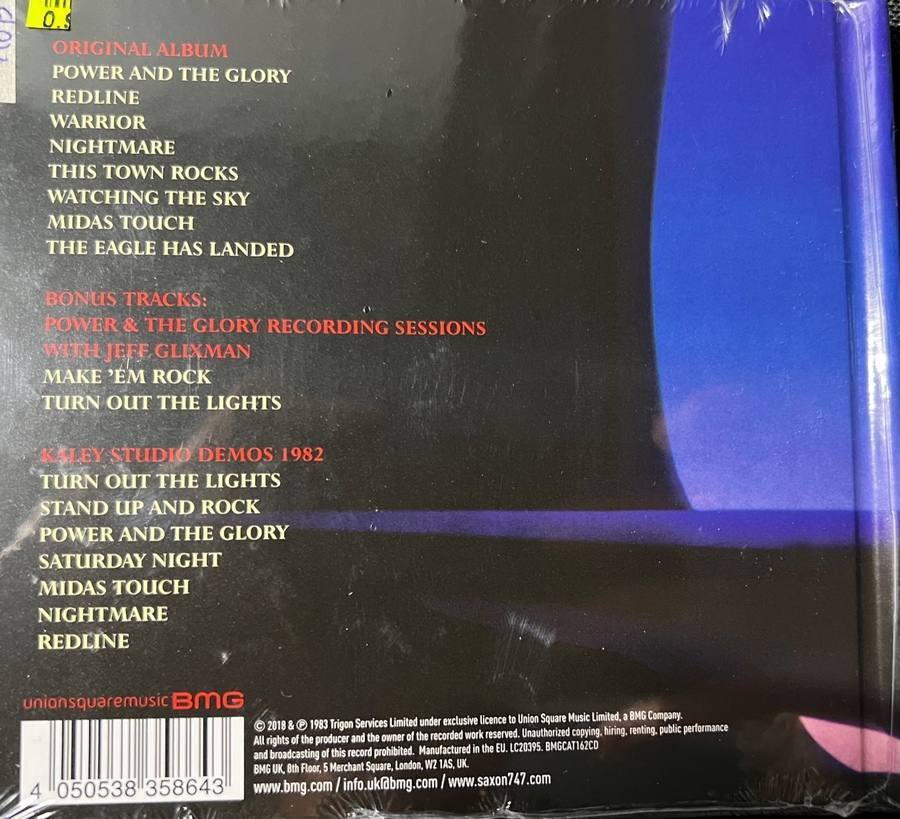 ORIGINAL ALBUM
POWER AND THE GLORY
REDLINE
WARRIOR
NIGHTMARE
THIS TOWN ROCKS
WATCHING THE SKY
MIDAS TOUCH
THE EAGLE HAS LANDED
BONUS TRACKS:
POWER & THE GLORY RECORDING SESSIONS
WITH JEFF GLIXMAN
MAKE 'EM ROCK
TURN OUT THE LIGHTS
KALEY STUDIO DEMOS 1982
TURN OUT THE LIGHTS
STAND UP AND ROCK
POWER AND THE GLORY
SATURDAY NIGHT
MIDAS TOUCH
NIGHTMARE
REDLINE
unionsquaremusic BMG
© 2018 & ℗ 1983 Trigon Services Limited under exclusive licence to Union Square Music Limited, a BMG Company.
All rights of the producer and the owner of the recorded work reserved. Unauthorized copying, hiring, renting, public performance
and broadcasting of this record prohibited. Manufactured in the EU. LC20395. BMGCAT162CD
BMG UK, 8th Floor, 5 Merchant Square, London, W2 1AS, UK.
www.bmg.com / info.uk@bmg.com / www.saxon747.com
4 050538 358643